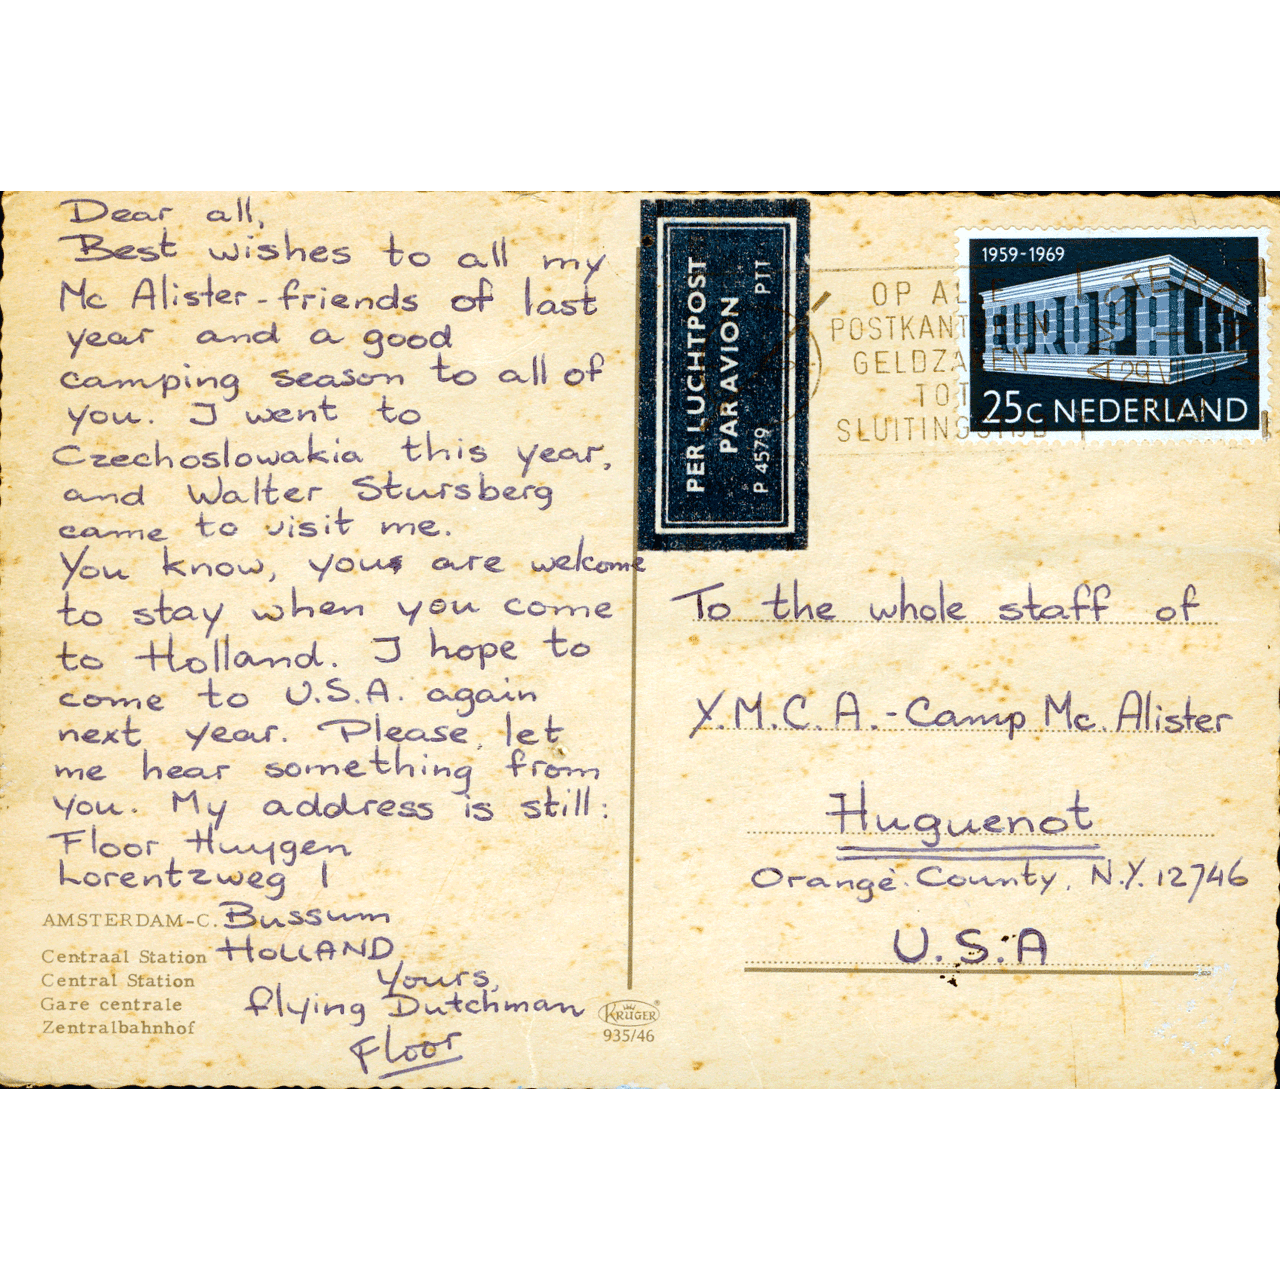 Dear all,
Best wishes to all my
Mc Alister-friends of last
year and a good
camping season to all of
you. I went to
Czechoslowakia this year,
and Walter Stursberg
came to visit me.
You know, you are welcome
to stay when you come
to Holland. I hope to
come to U.S.A. again
next year. Please, let
me hear something from
you. My address is still:
Floor Huygen
Lorentzweg 1
Bussum
HOLLAND
Yours,
flying Dutchman
Floor
AMSTERDAM-C.
Centraal Station
Central Station
Gare centrale
Zentralbahnhof
KRÜGER
935/46
PER LUCHTPOST
PAR AVION
P 4579 PTT
OP ALLE
POSTKANTOREN
GELDZAKEN
TOT
SLUITINGSTIJD
1959-1969
EUROPA CEPT
25c NEDERLAND
To the whole staff of
Y.M.C.A.-Camp Mc. Alister
Huguenot
Orange County, N.Y. 12746
U.S.A